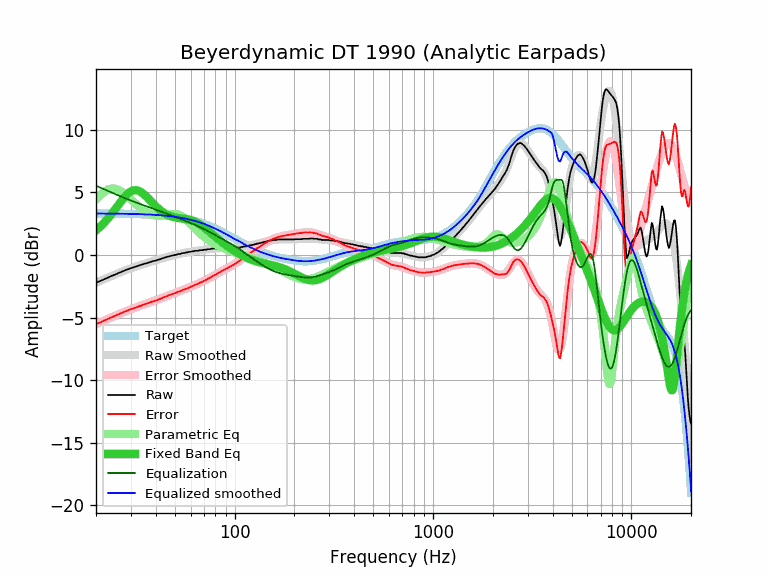 Beyerdynamic DT 1990 (Analytic Earpads)
Amplitude (dBr)
10
5
0
−5
−10
−15
−20
Target
Raw Smoothed
Error Smoothed
Raw
Error
Parametric Eq
Fixed Band Eq
Equalization
Equalized smoothed
100 1000 10000
Frequency (Hz)